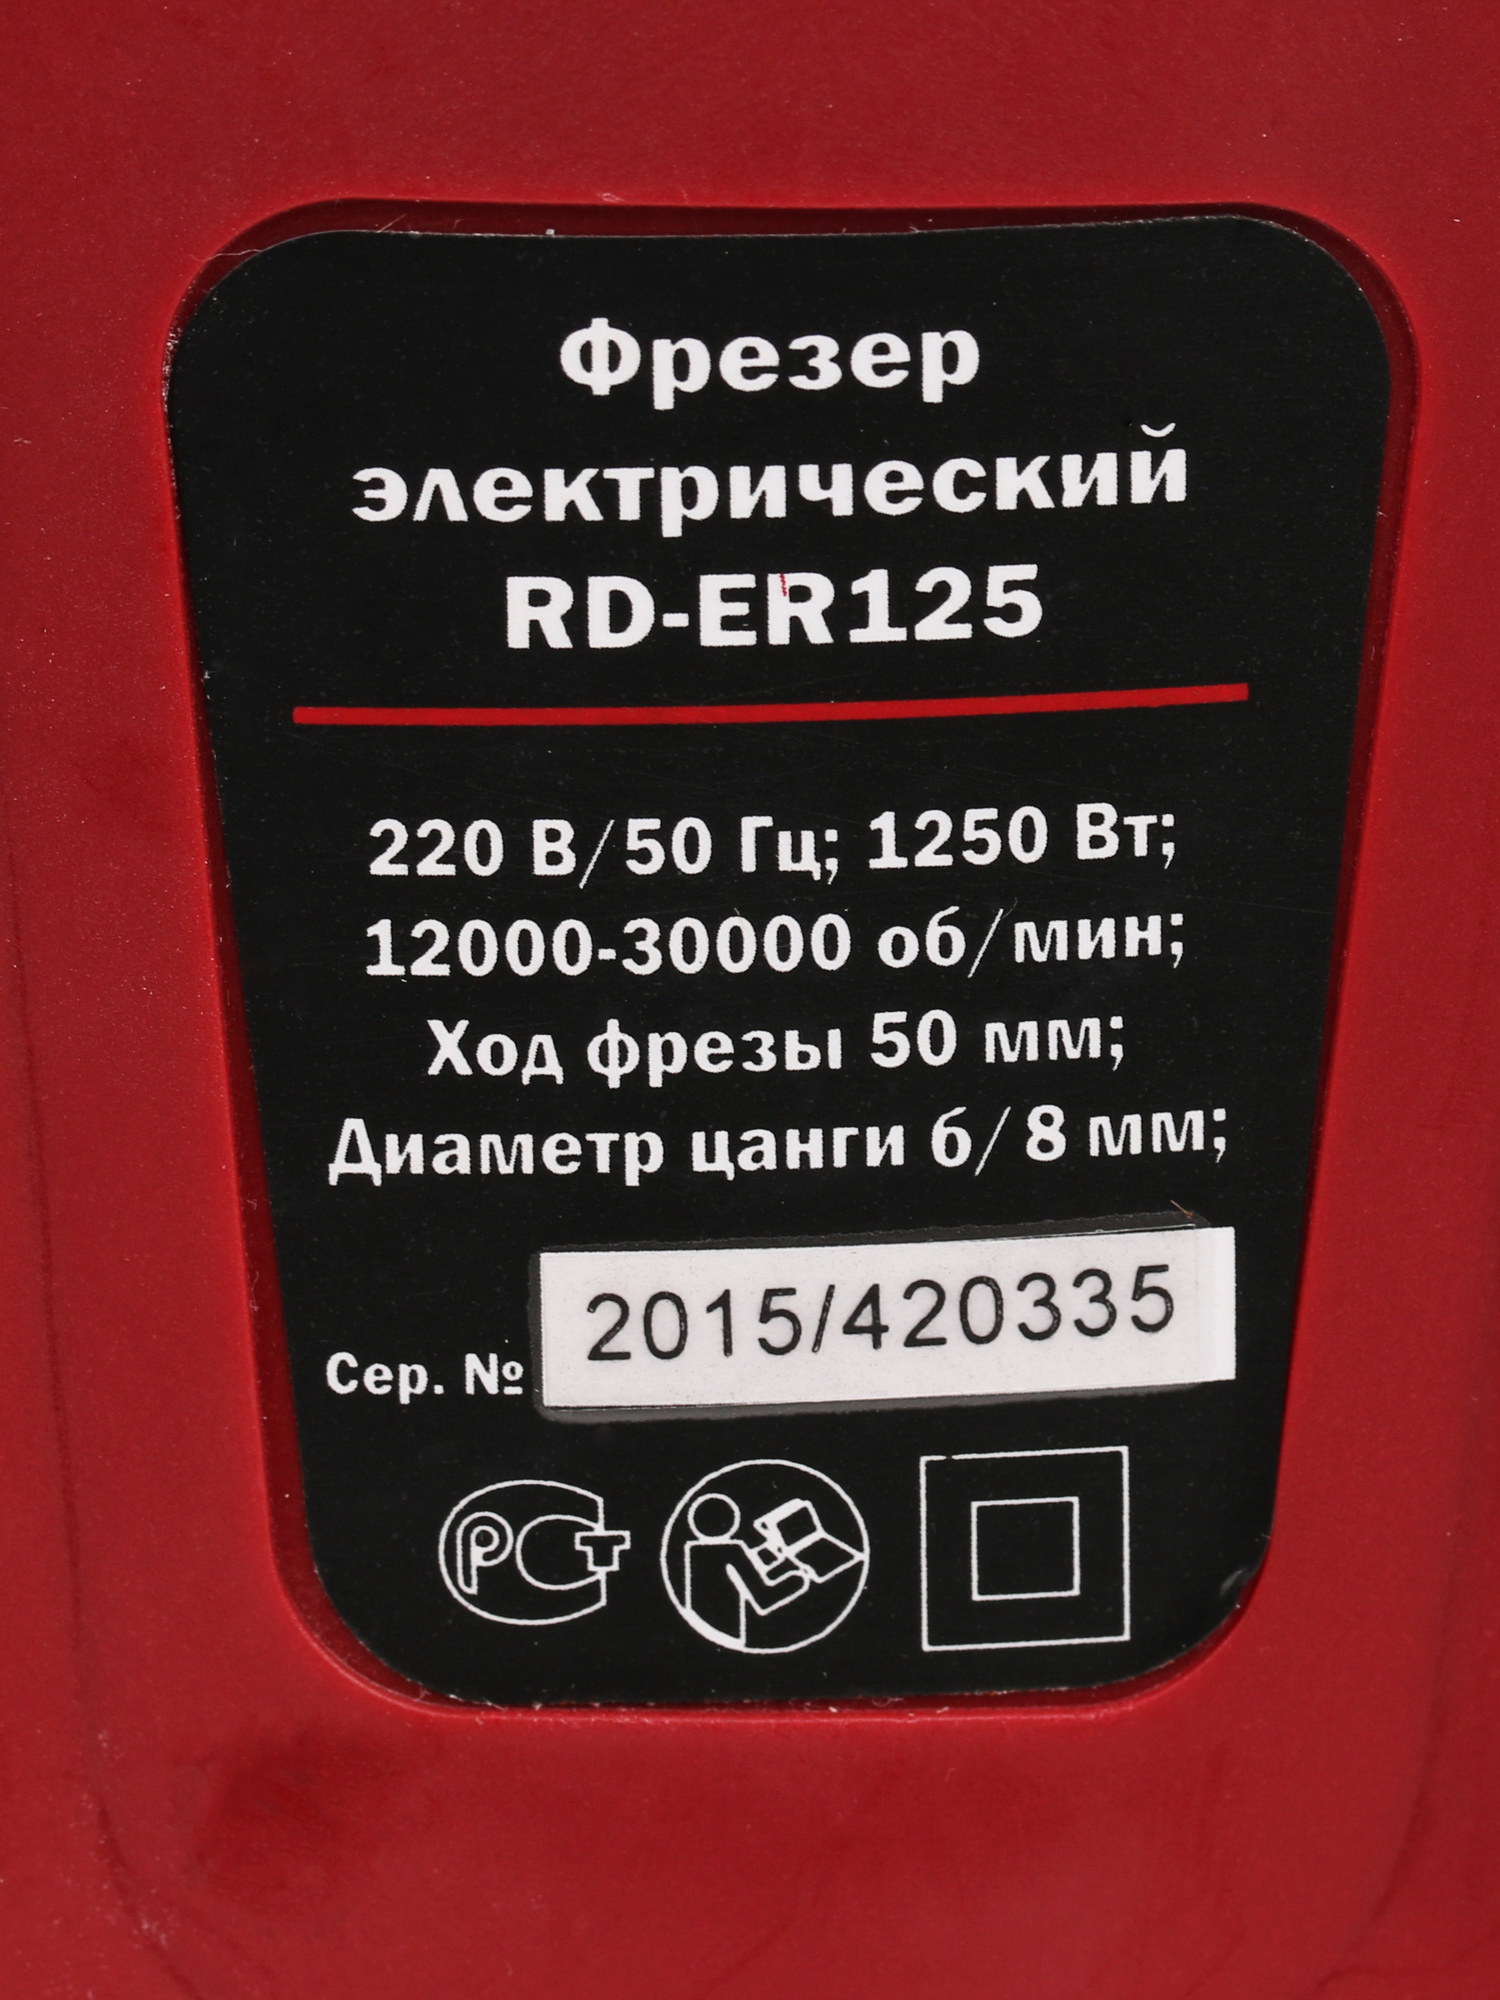 Фрезер
электрический
RD-ER125
220 В/50 Гц; 1250 Вт;
12000-30000 об/мин;
Ход фрезы 50 мм;
Диаметр цанги б/8 мм;
Сер. № 2015/420335
РСТ